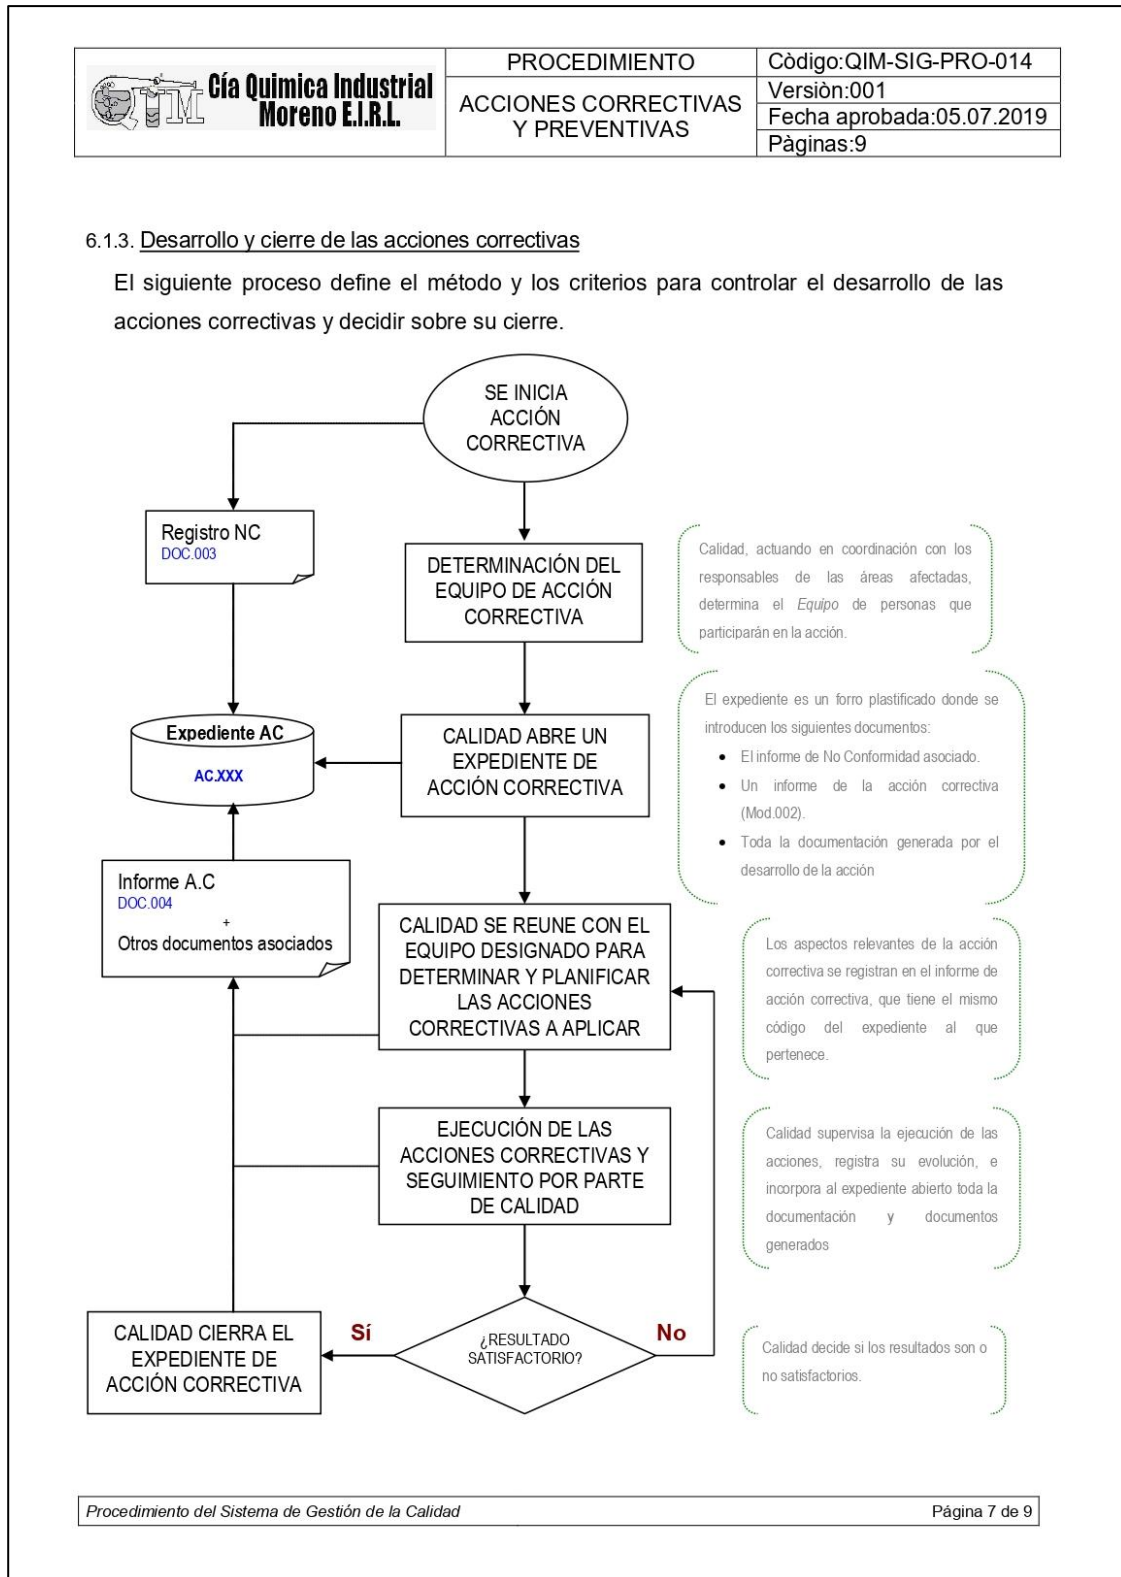 QIM
Cía Quimica Industrial
Moreno E.I.R.L.
PROCEDIMIENTO
ACCIONES CORRECTIVAS
Y PREVENTIVAS
Còdigo:QIM-SIG-PRO-014
Versiòn:001
Fecha aprobada:05.07.2019
Pàginas:9
6.1.3. Desarrollo y cierre de las acciones correctivas
El siguiente proceso define el método y los criterios para controlar el desarrollo de las
acciones correctivas y decidir sobre su cierre.
SE INICIA
ACCIÓN
CORRECTIVA
Registro NC
DOC.003
DETERMINACIÓN DEL
EQUIPO DE ACCIÓN
CORRECTIVA
Calidad, actuando en coordinación con los
responsables de las áreas afectadas,
determina el Equipo de personas que
participarán en la acción.
Expediente AC
AC.XXX
CALIDAD ABRE UN
EXPEDIENTE DE
ACCIÓN CORRECTIVA
El expediente es un forro plastificado donde se
introducen los siguientes documentos:
• El informe de No Conformidad asociado.
• Un informe de la acción correctiva
(Mod.002).
• Toda la documentación generada por el
desarrollo de la acción
Informe A.C
DOC.004
+
Otros documentos asociados
CALIDAD SE REUNE CON EL
EQUIPO DESIGNADO PARA
DETERMINAR Y PLANIFICAR
LAS ACCIONES
CORRECTIVAS A APLICAR
Los aspectos relevantes de la acción
correctiva se registran en el informe de
acción correctiva, que tiene el mismo
código del expediente al que
pertenece.
EJECUCIÓN DE LAS
ACCIONES CORRECTIVAS Y
SEGUIMIENTO POR PARTE
DE CALIDAD
Calidad supervisa la ejecución de las
acciones, registra su evolución, e
incorpora al expediente abierto toda la
documentación y documentos
generados
CALIDAD CIERRA EL
EXPEDIENTE DE
ACCIÓN CORRECTIVA
Sí
¿RESULTADO
SATISFACTORIO?
No
Calidad decide si los resultados son o
no satisfactorios.
Procedimiento del Sistema de Gestión de la Calidad
Página 7 de 9